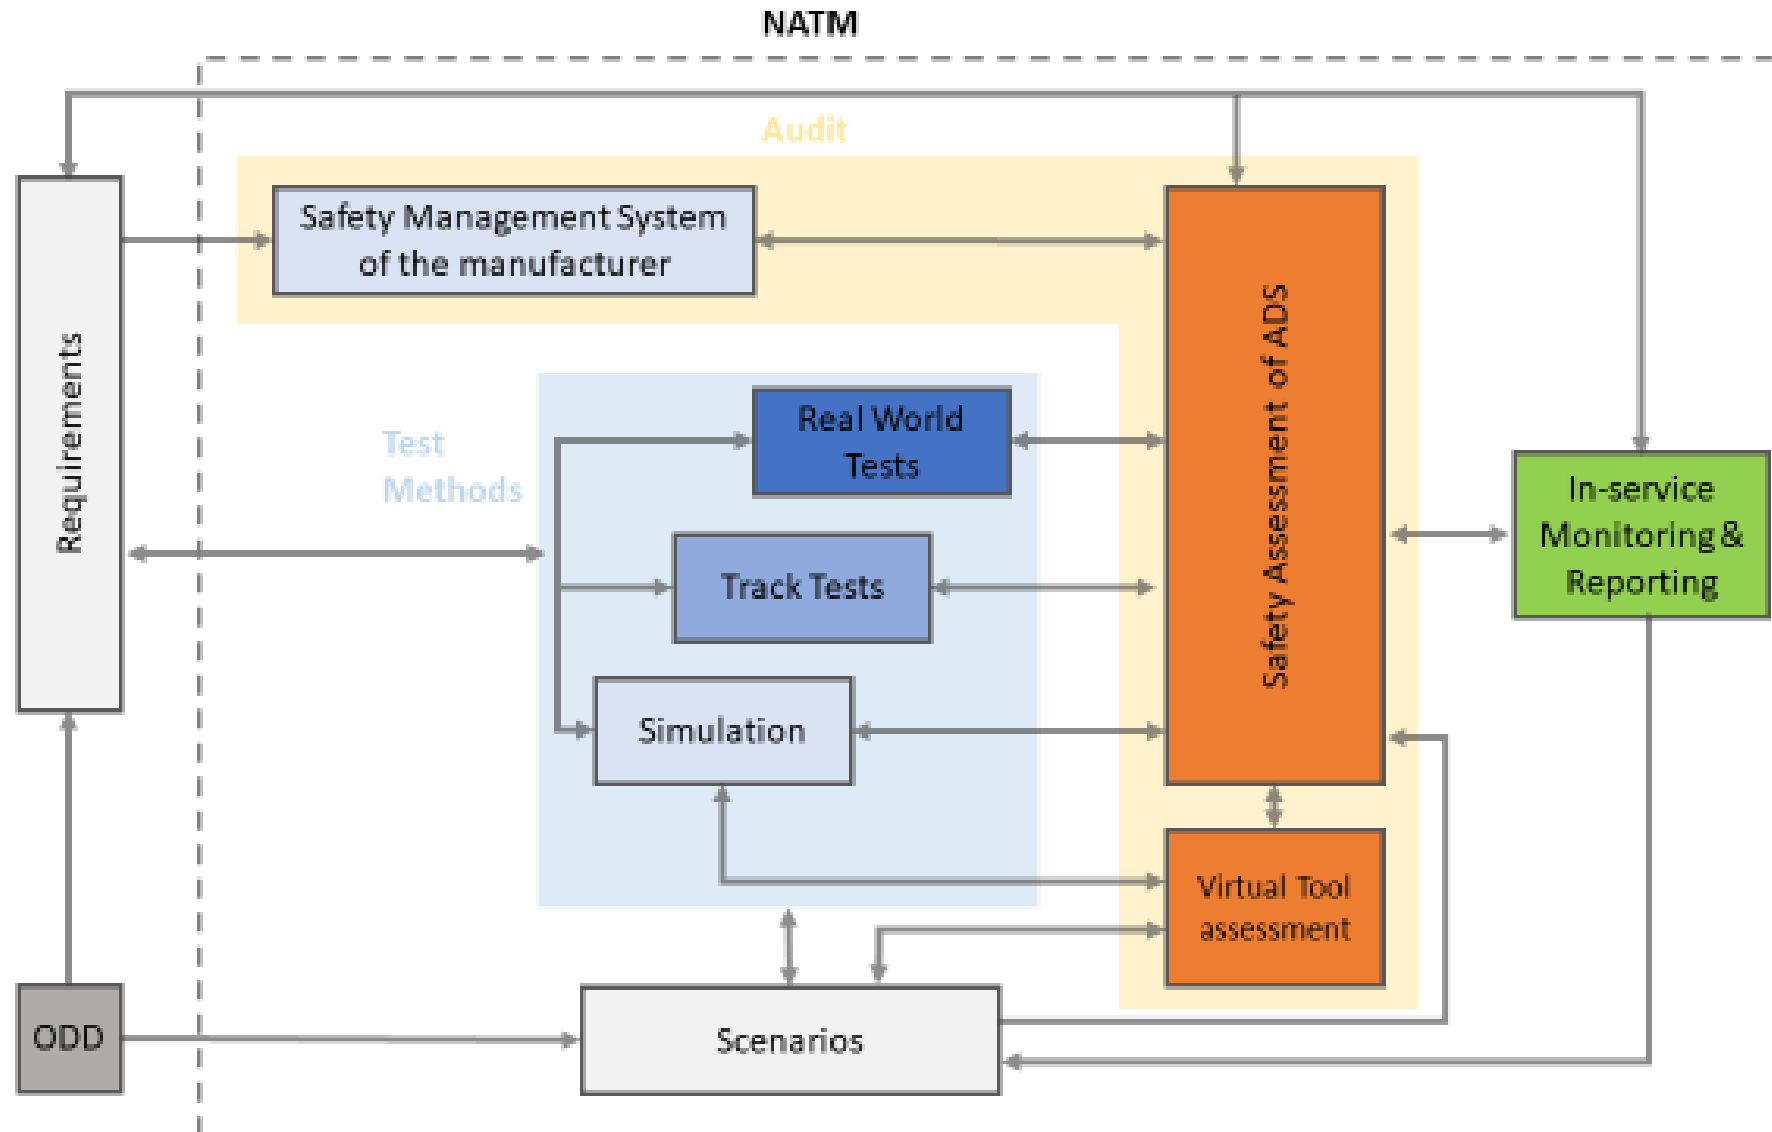 NATM
Audit
Safety Management System
of the manufacturer
Requirements
Safety Assessment of ADS
Test
Methods
Real World
Tests
Track Tests
Simulation
In-service
Monitoring &
Reporting
Virtual Tool
assessment
ODD
Scenarios